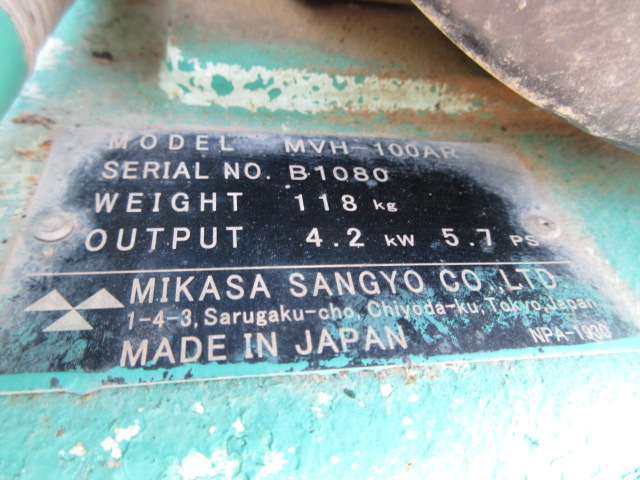 MODEL MVH-100AR
SERIAL NO. B1080
WEIGHT 118 kg
OUTPUT 4.2 kW 5.7 PS
MIKASA SANGYO CO.,LTD.
1-4-3, Sarugaku-cho, Chiyoda-ku, Tokyo, Japan
MADE IN JAPAN NPA-1930